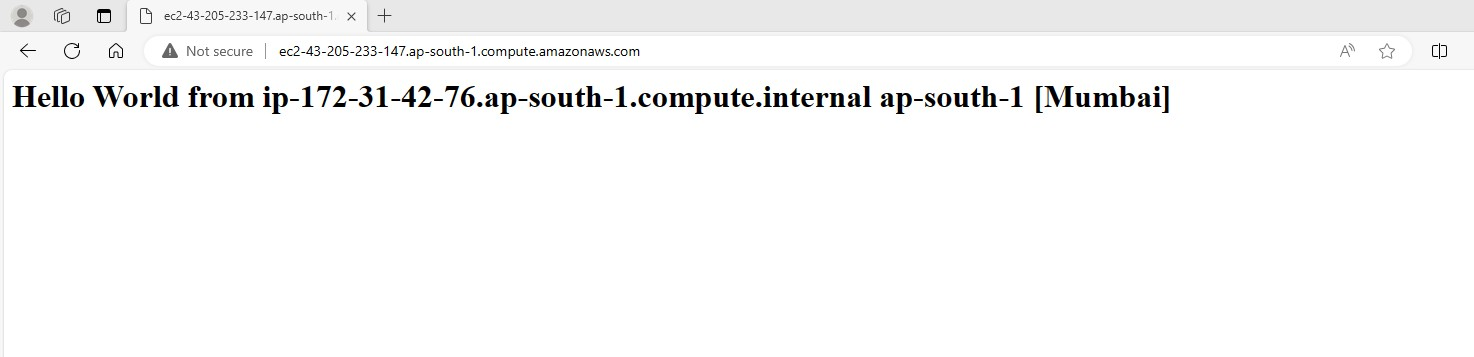 ec2-43-205-233-147.ap-south-1.
Not secure ec2-43-205-233-147.ap-south-1.compute.amazonaws.com
Hello World from ip-172-31-42-76.ap-south-1.compute.internal ap-south-1 [Mumbai]